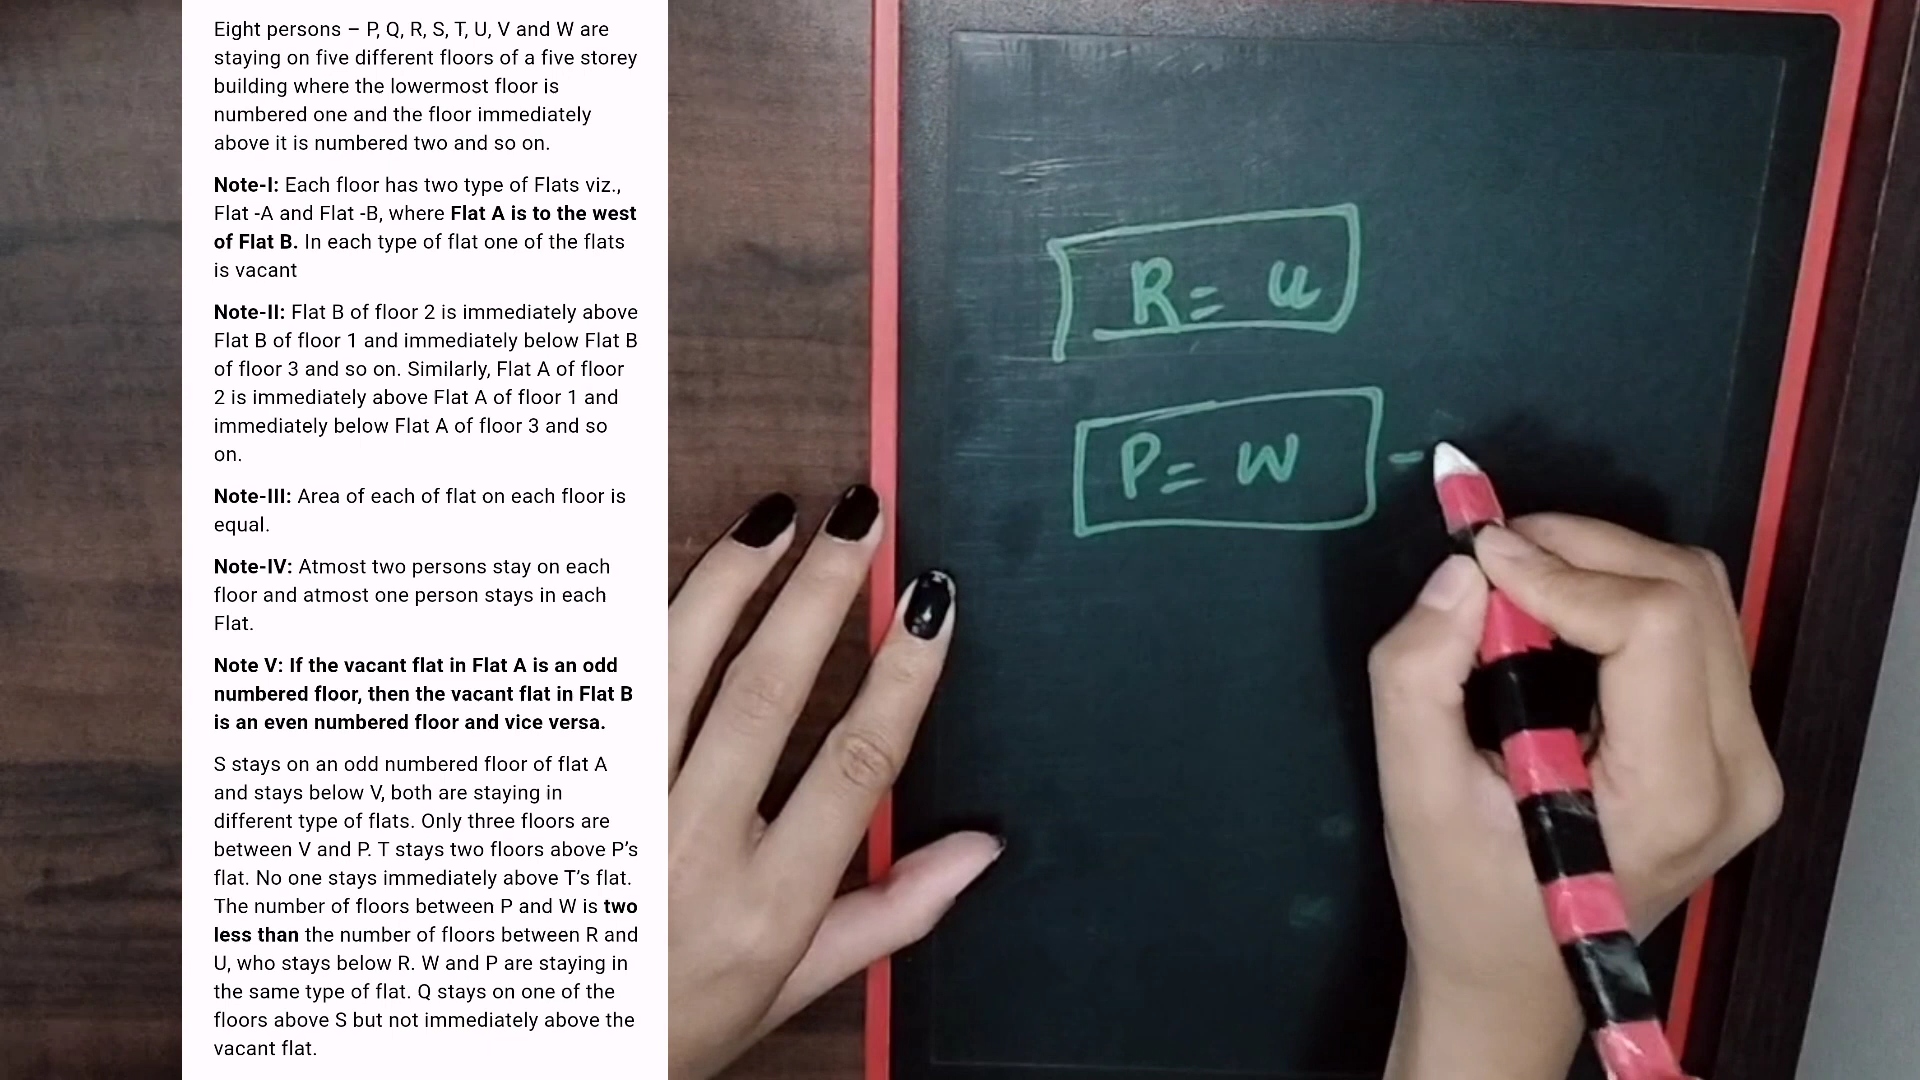 Eight persons – P, Q, R, S, T, U, V and W are
staying on five different floors of a five storey
building where the lowermost floor is
numbered one and the floor immediately
above it is numbered two and so on.
Note-I: Each floor has two type of Flats viz.,
Flat -A and Flat -B, where Flat A is to the west
of Flat B. In each type of flat one of the flats
is vacant
Note-II: Flat B of floor 2 is immediately above
Flat B of floor 1 and immediately below Flat B
of floor 3 and so on. Similarly, Flat A of floor
2 is immediately above Flat A of floor 1 and
immediately below Flat A of floor 3 and so
on.
Note-III: Area of each of flat on each floor is
equal.
Note-IV: Atmost two persons stay on each
floor and atmost one person stays in each
Flat.
Note V: If the vacant flat in Flat A is an odd
numbered floor, then the vacant flat in Flat B
is an even numbered floor and vice versa.
S stays on an odd numbered floor of flat A
and stays below V, both are staying in
different type of flats. Only three floors are
between V and P. T stays two floors above P’s
flat. No one stays immediately above T’s flat.
The number of floors between P and W is two
less than the number of floors between R and
U, who stays below R. W and P are staying in
the same type of flat. Q stays on one of the
floors above S but not immediately above the
vacant flat.
R = U
P = W -